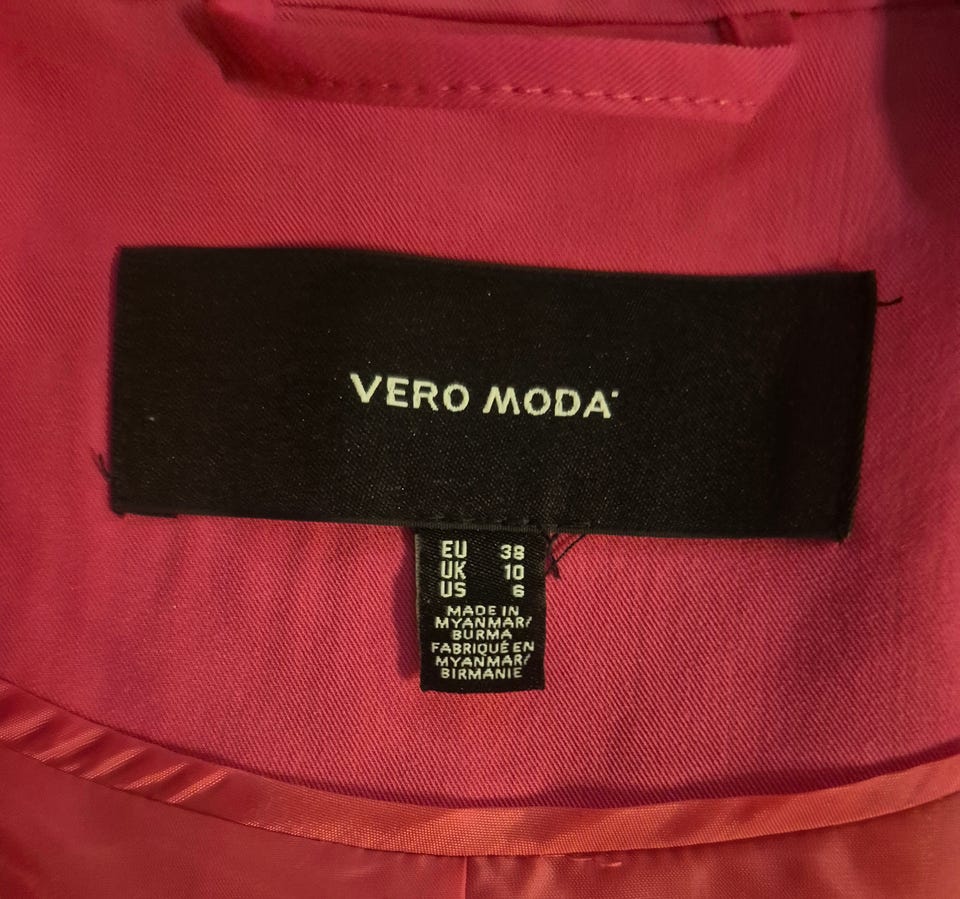 VERO MODA
EU 38
UK 10
US 6
MADE IN
MYANMAR/
BURMA
FABRIQUÉ EN
MYANMAR/
BIRMANIE